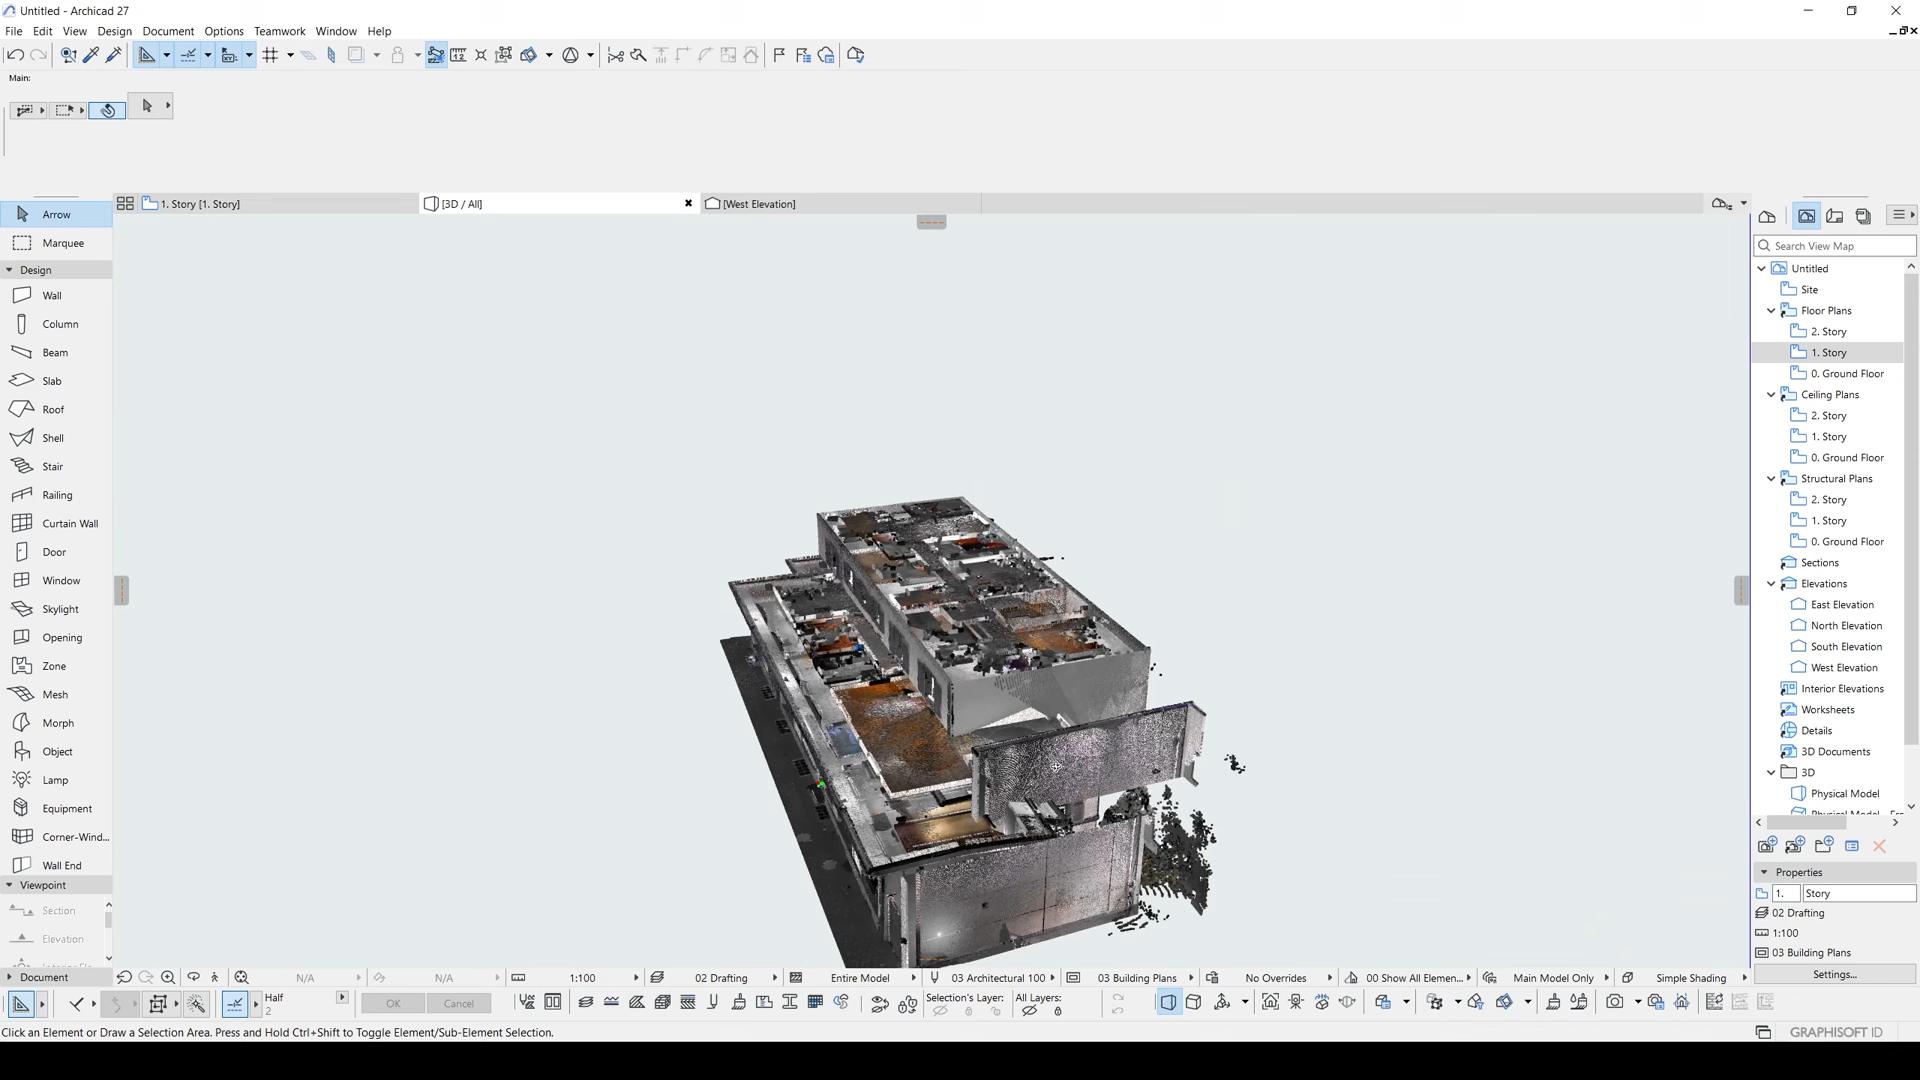 Untitled - Archicad 27
File Edit View Design Document Options Teamwork Window Help
Main:
1. Story [1. Story]
[3D / All]
[West Elevation]
Arrow
Marquee
Design
Wall
Column
Beam
Slab
Roof
Shell
Stair
Railing
Curtain Wall
Door
Window
Skylight
Opening
Zone
Mesh
Morph
Object
Lamp
Equipment
Corner-Wind...
Wall End
Viewpoint
Section
Elevation
Document
Search View Map
Untitled
Site
Floor Plans
2. Story
1. Story
0. Ground Floor
Ceiling Plans
2. Story
1. Story
0. Ground Floor
Structural Plans
2. Story
1. Story
0. Ground Floor
Sections
Elevations
East Elevation
North Elevation
South Elevation
West Elevation
Interior Elevations
Worksheets
Details
3D Documents
3D
Physical Model
Properties
1. Story
02 Drafting
1:100
03 Building Plans
Settings...
N/A N/A 1:100 02 Drafting Entire Model 03 Architectural 100 03 Building Plans No Overrides 00 Show All Elemen... Main Model Only Simple Shading
Half
2
OK Cancel
Selection's Layer: All Layers:
Click an Element or Draw a Selection Area. Press and Hold Ctrl+Shift to Toggle Element/Sub-Element Selection.
GRAPHISOFT ID